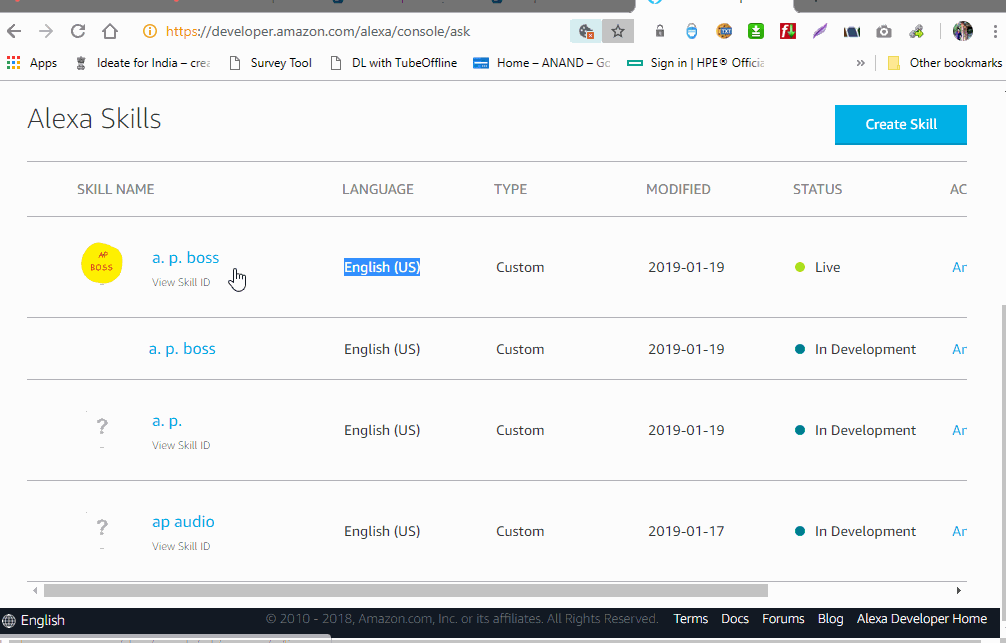 https://developer.amazon.com/alexa/console/ask
Apps Ideate for India – crea Survey Tool DL with TubeOffline Home – ANAND – Go Sign in | HPE® Officia » Other bookmarks
Alexa Skills
Create Skill
SKILL NAME LANGUAGE TYPE MODIFIED STATUS AC
AP
BOSS
a. p. boss English (US) Custom 2019-01-19 Live Ar
View Skill ID
a. p. boss English (US) Custom 2019-01-19 In Development Ar
? a. p. English (US) Custom 2019-01-19 In Development Ar
View Skill ID
? ap audio English (US) Custom 2019-01-17 In Development Ar
View Skill ID
English © 2010 - 2018, Amazon.com, Inc. or its affiliates. All Rights Reserved. Terms Docs Forums Blog Alexa Developer Home